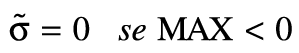 σ̃ = 0 se MAX < 0